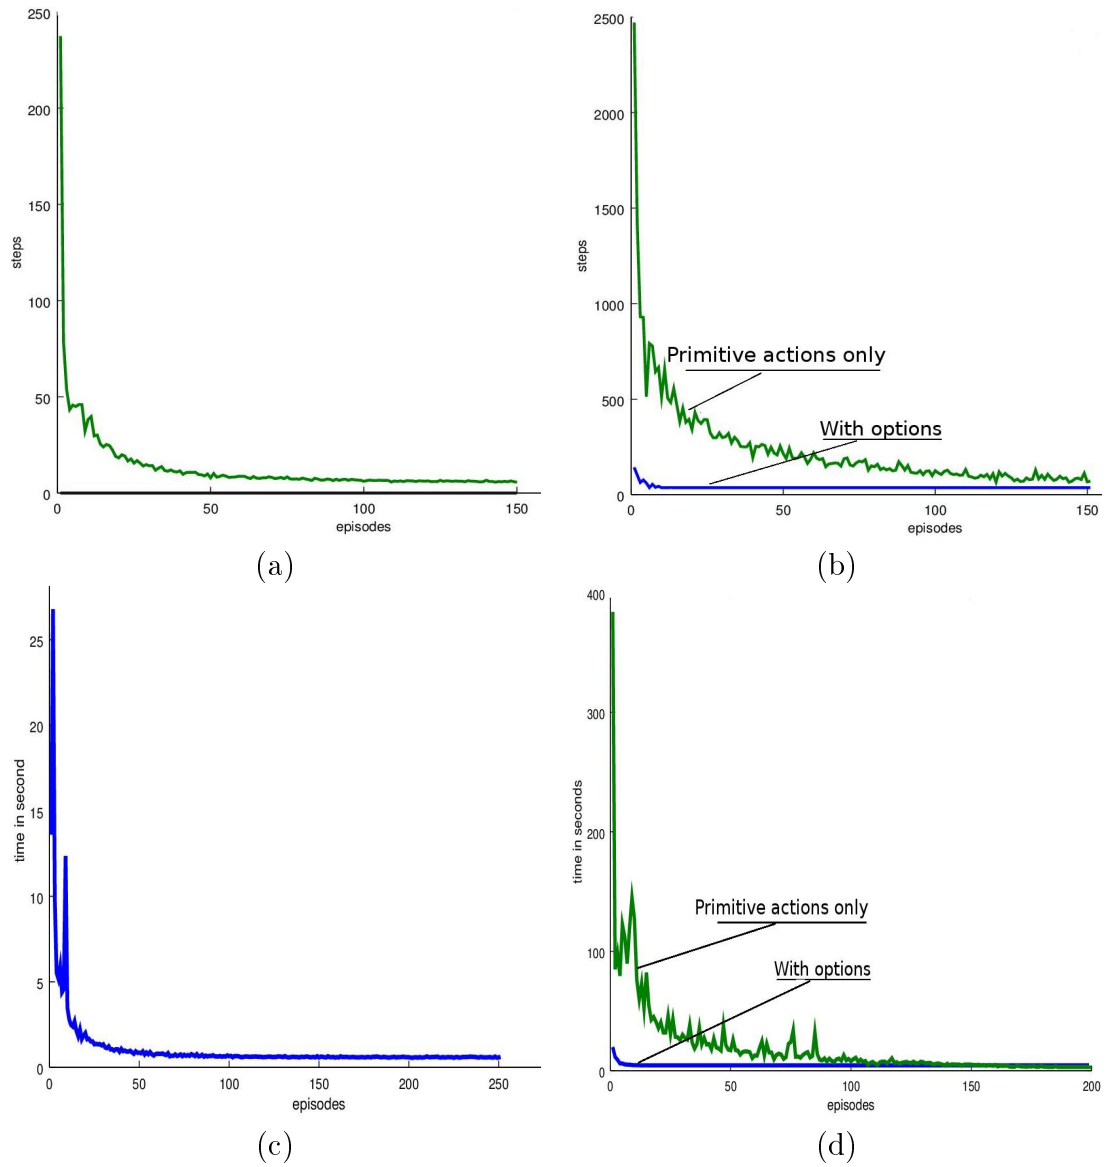 250
200
150
100
50
0
steps
0
50
100
150
episodes
(a)
2500
2000
1500
1000
500
0
steps
Primitive actions only
With options
0
50
100
150
episodes
(b)
25
20
15
10
5
0
time in second
0
50
100
150
200
250
episodes
(c)
400
300
200
100
0
time in seconds
Primitive actions only
With options
0
50
100
150
200
episodes
(d)